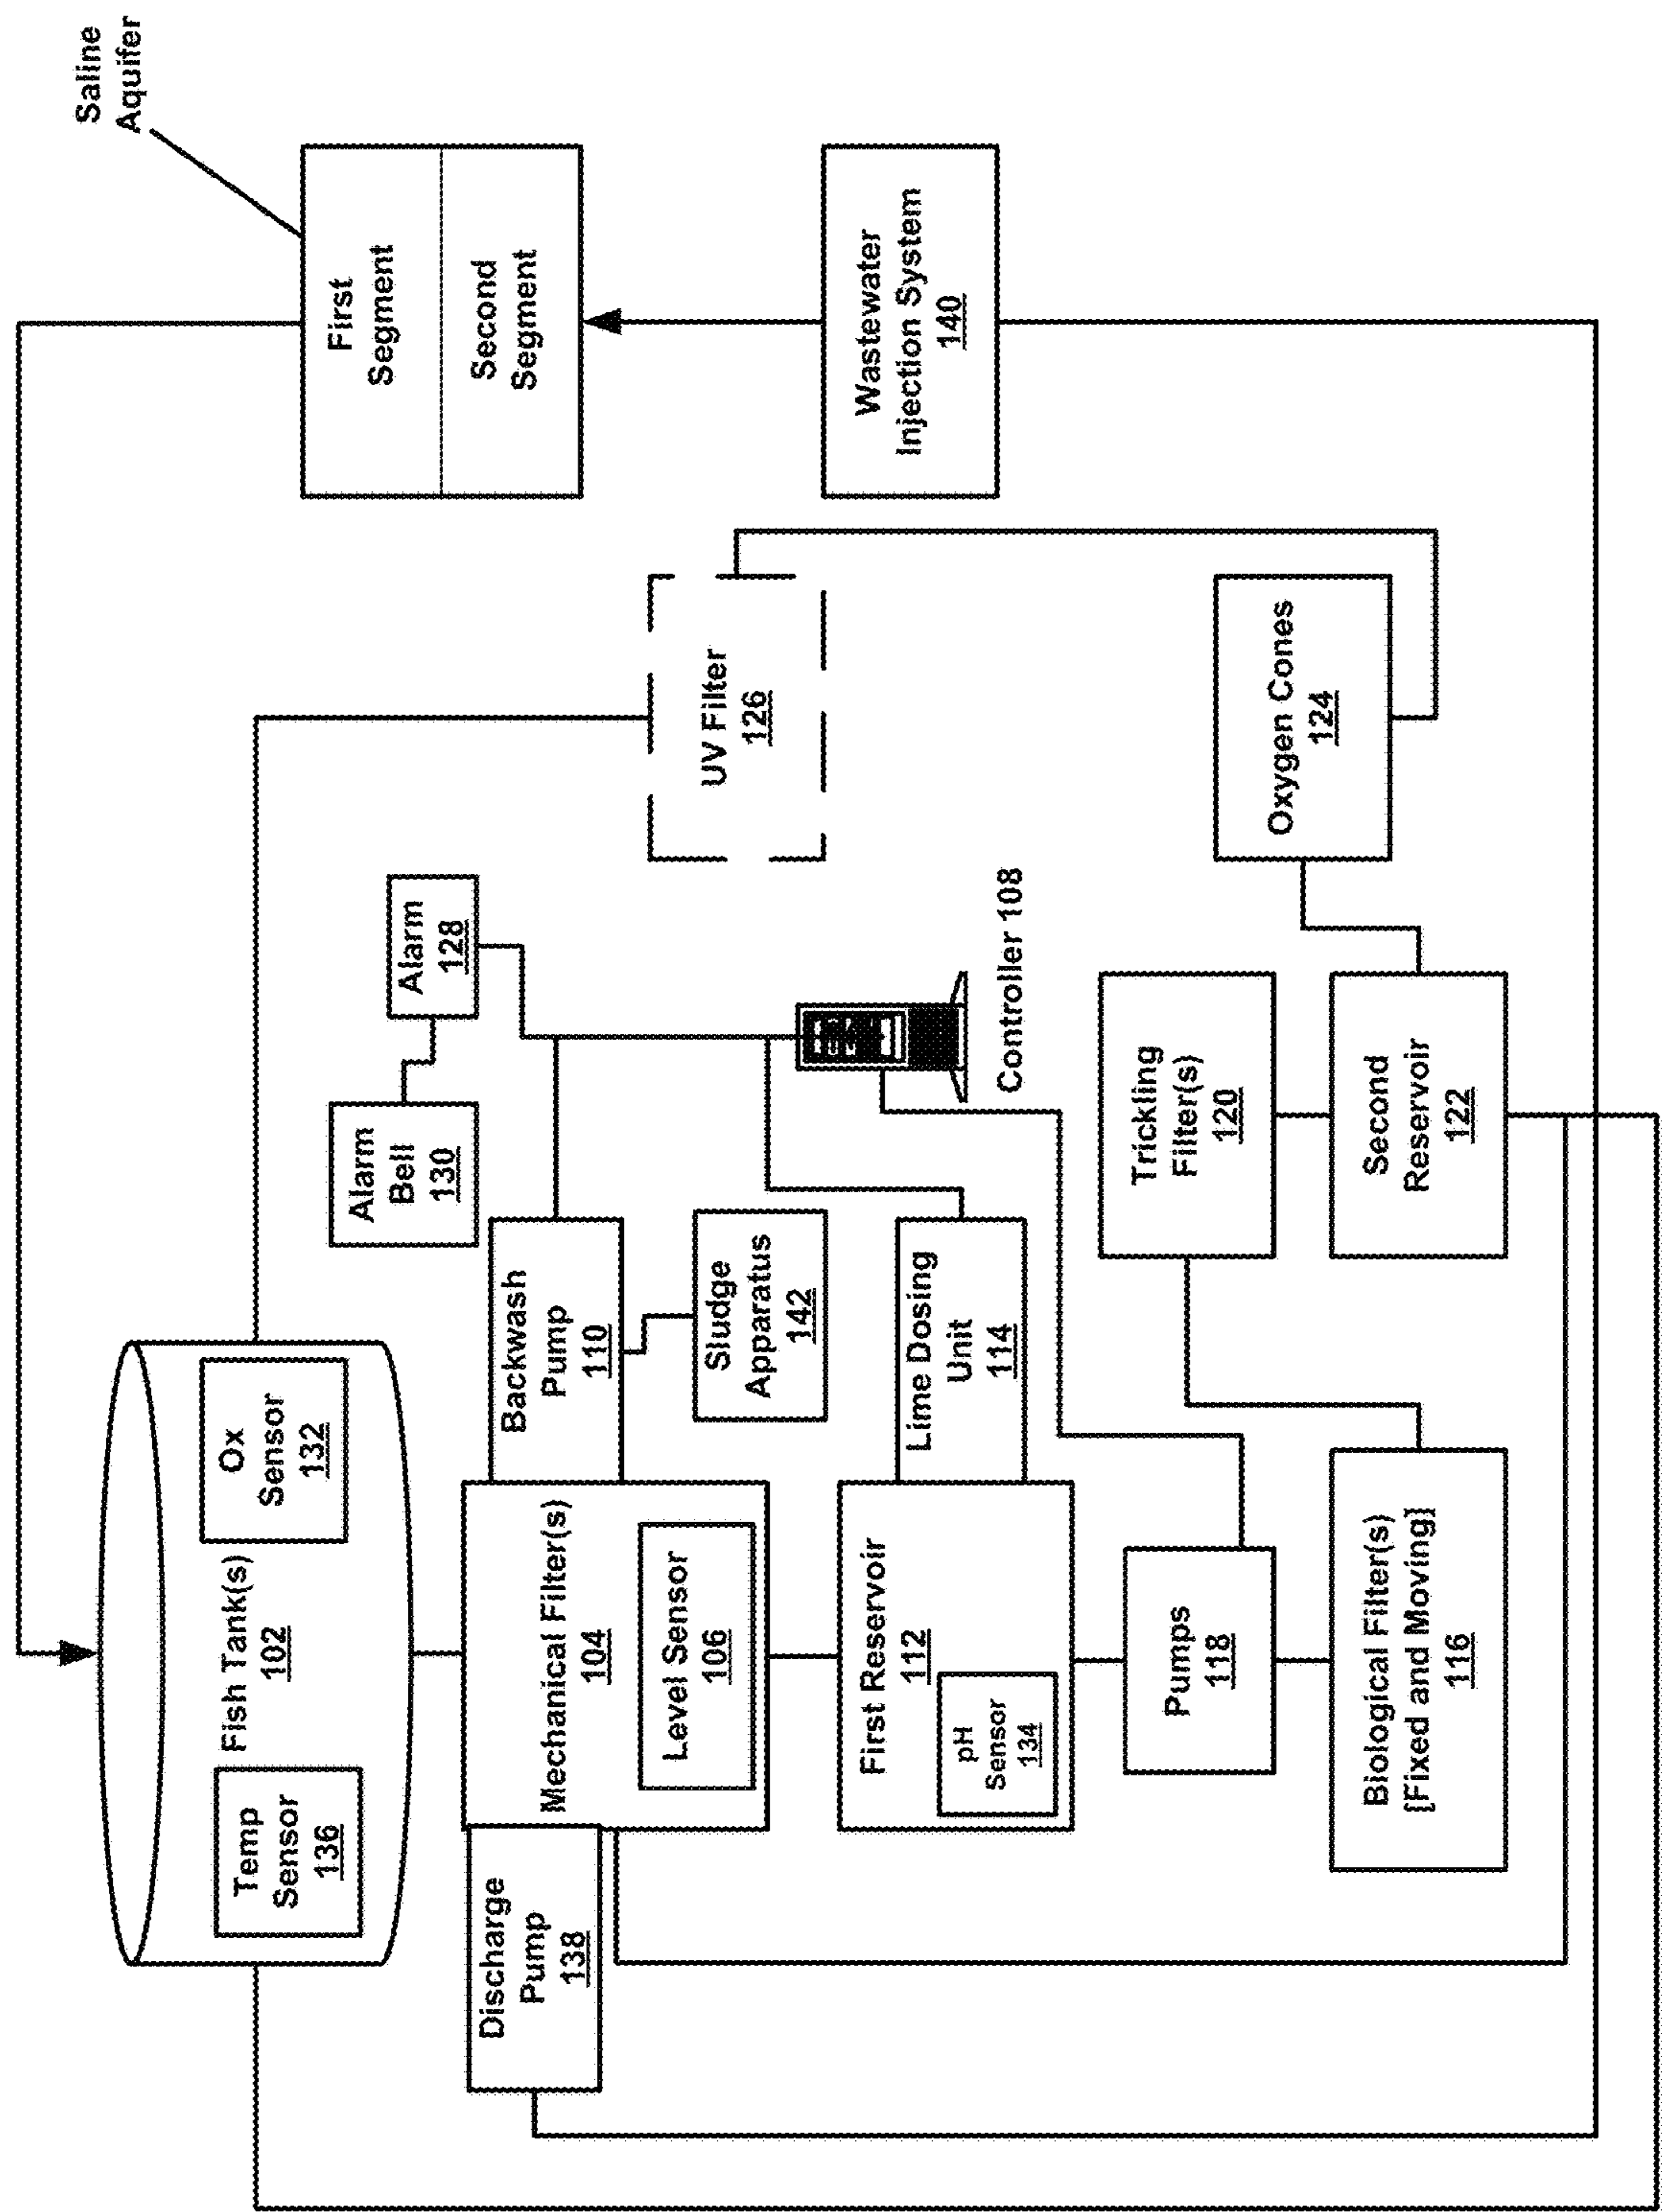 Saline
Aquifer
First
Segment
Second
Segment
Wastewater
Injection System
140
UV Filter
126
Oxygen Cones
124
Alarm
128
Alarm
Bell
130
Controller 108
Trickling
Filter(s)
120
Second
Reservoir
122
Ox
Sensor
132
Fish Tank(s)
102
Temp
Sensor
136
Backwash
Pump
110
Sludge
Apparatus
142
Mechanical Filter(s)
104
Level Sensor
106
Discharge
Pump
138
Lime Dosing
Unit
114
First Reservoir
112
pH
Sensor
134
Pumps
118
Biological Filter(s)
[Fixed and Moving]
116